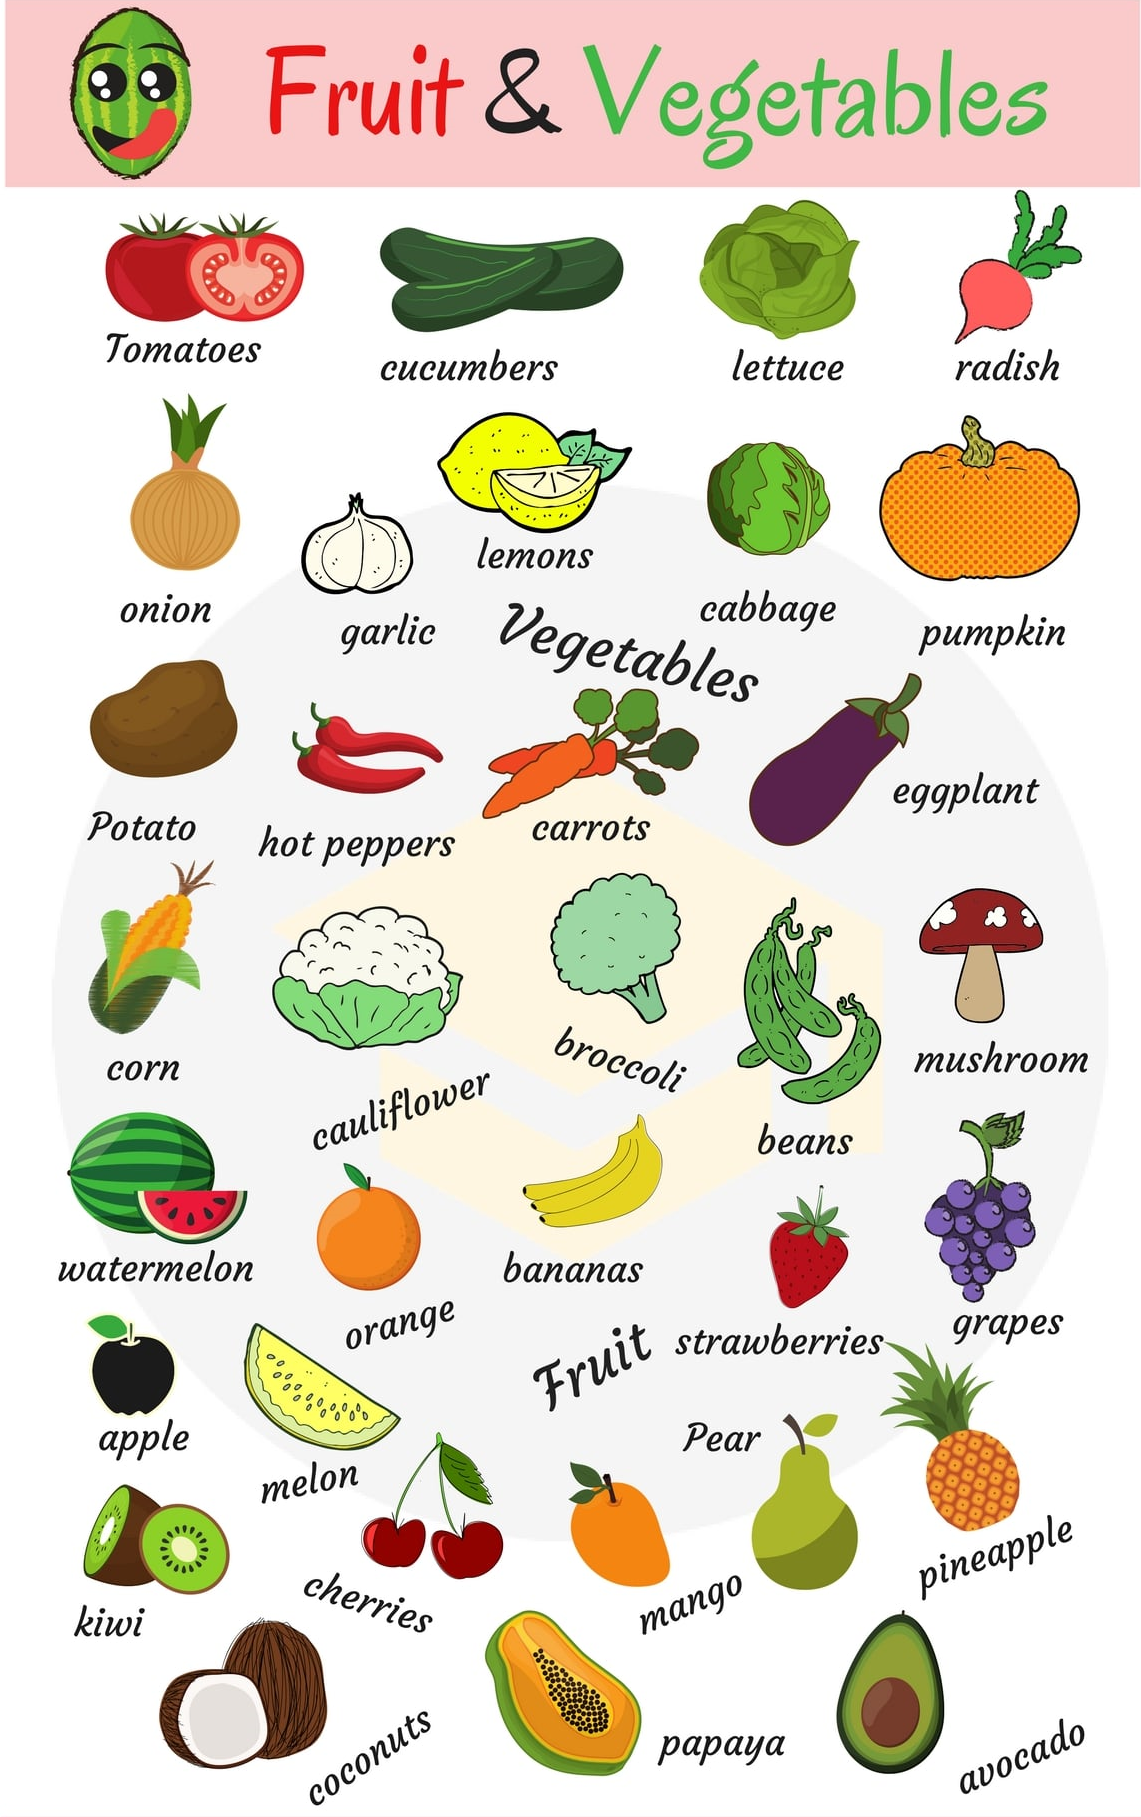 Fruit & Vegetables
Tomatoes
cucumbers
lettuce
radish
onion
garlic
lemons
cabbage
pumpkin
Vegetables
Potato
hot peppers
carrots
eggplant
corn
cauliflower
broccoli
beans
mushroom
watermelon
orange
bananas
strawberries
grapes
Fruit
apple
melon
Pear
pineapple
kiwi
cherries
mango
coconuts
papaya
avocado